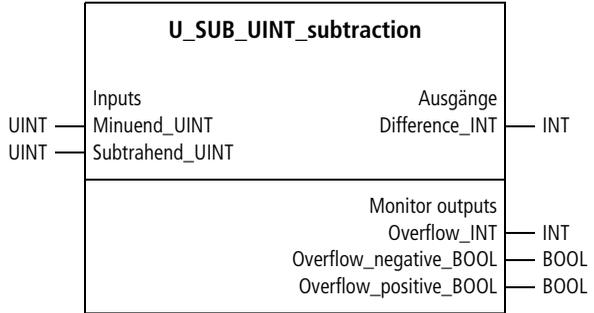 U_SUB_UINT_subtraction
Inputs Ausgänge
UINT Minuend_UINT Difference_INT INT
UINT Subtrahend_UINT
Monitor outputs
Overflow_INT INT
Overflow_negative_BOOL BOOL
Overflow_positive_BOOL BOOL